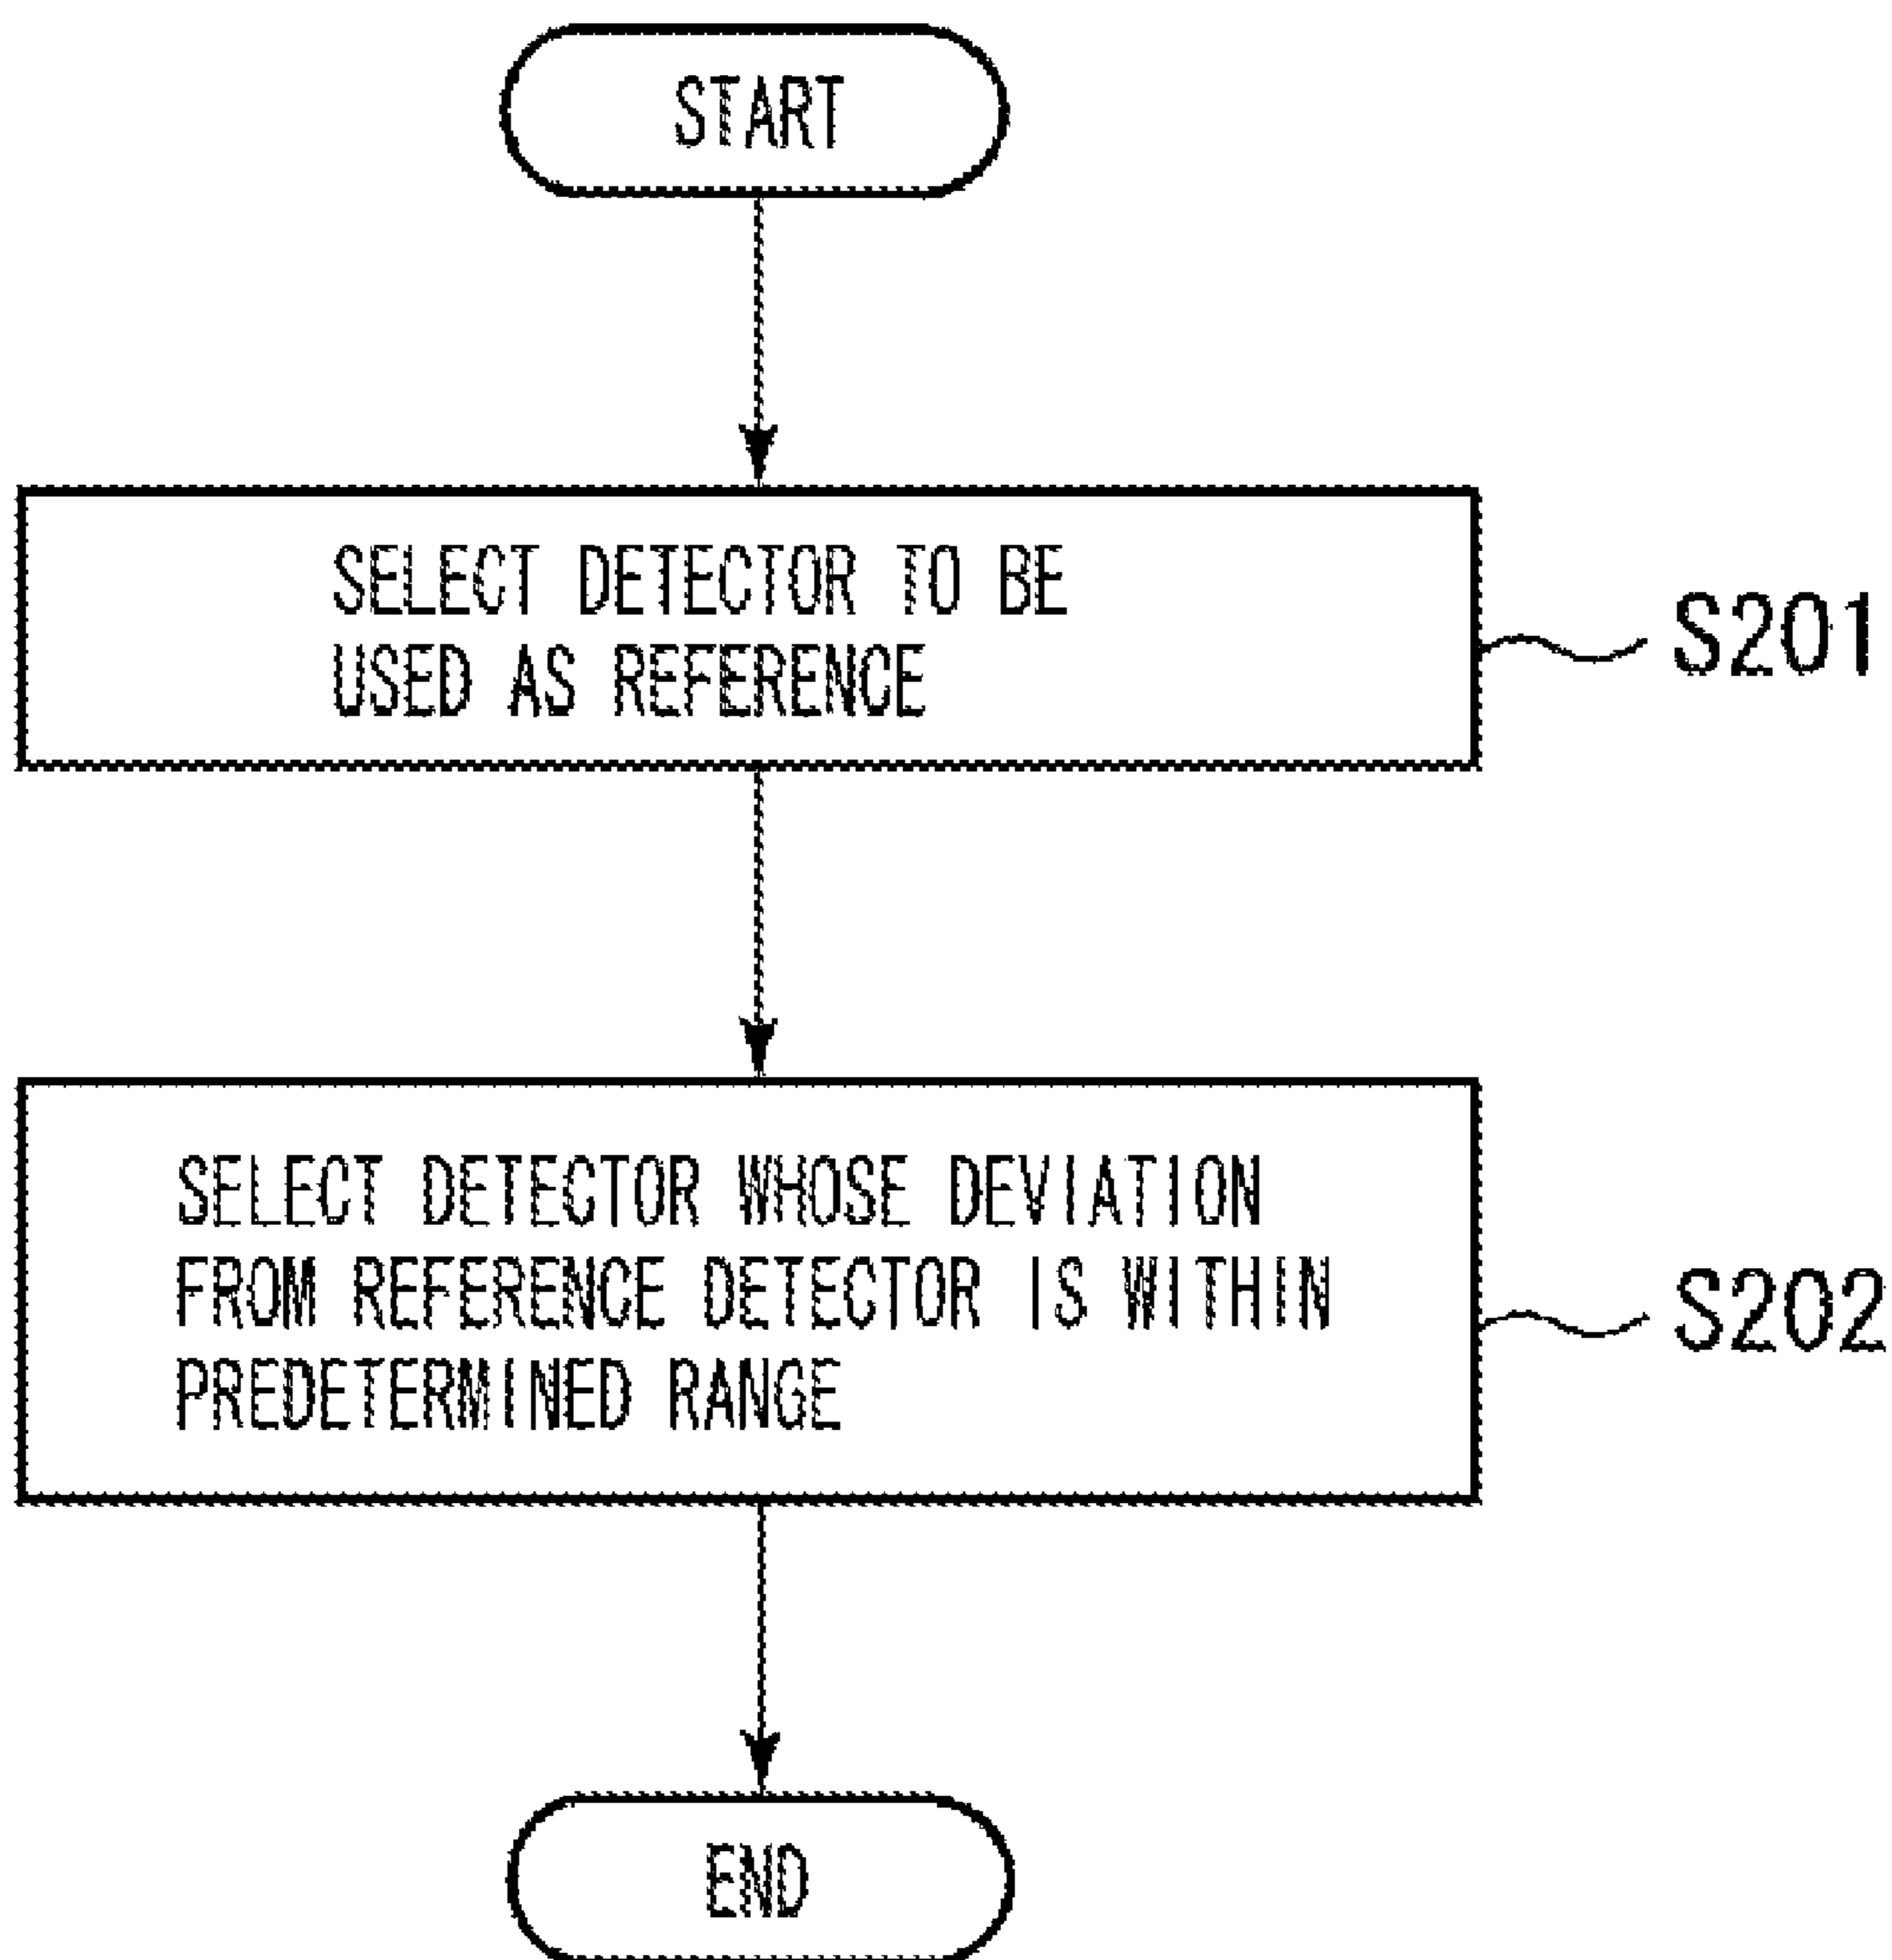 START
SELECT DETECTOR TO BE
USED AS REFERENCE
S201
SELECT DETECTOR WHOSE DEVIATION
FROM REFERENCE DETECTOR IS WITHIN
PREDETERMINED RANGE
S202
END